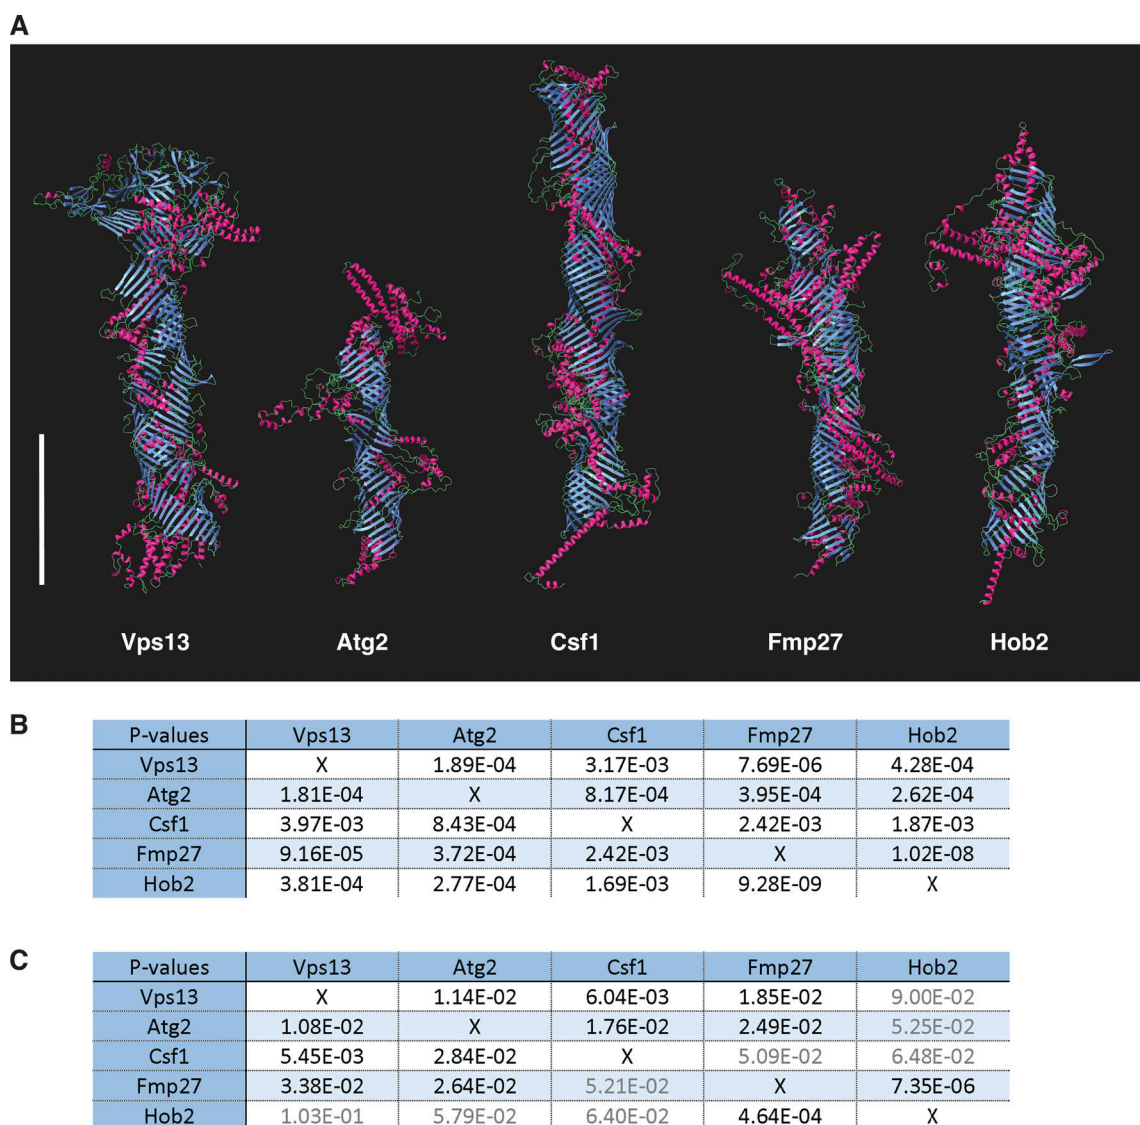 A
Vps13 Atg2 Csf1 Fmp27 Hob2
B
P-values Vps13 Atg2 Csf1 Fmp27 Hob2
Vps13 X 1.89E-04 3.17E-03 7.69E-06 4.28E-04
Atg2 1.81E-04 X 8.17E-04 3.95E-04 2.62E-04
Csf1 3.97E-03 8.43E-04 X 2.42E-03 1.87E-03
Fmp27 9.16E-05 3.72E-04 2.42E-03 X 1.02E-08
Hob2 3.81E-04 2.77E-04 1.69E-03 9.28E-09 X
C
P-values Vps13 Atg2 Csf1 Fmp27 Hob2
Vps13 X 1.14E-02 6.04E-03 1.85E-02 9.00E-02
Atg2 1.08E-02 X 1.76E-02 2.49E-02 5.25E-02
Csf1 5.45E-03 2.84E-02 X 5.09E-02 6.48E-02
Fmp27 3.38E-02 2.64E-02 5.21E-02 X 7.35E-06
Hob2 1.03E-01 5.79E-02 6.40E-02 4.64E-04 X